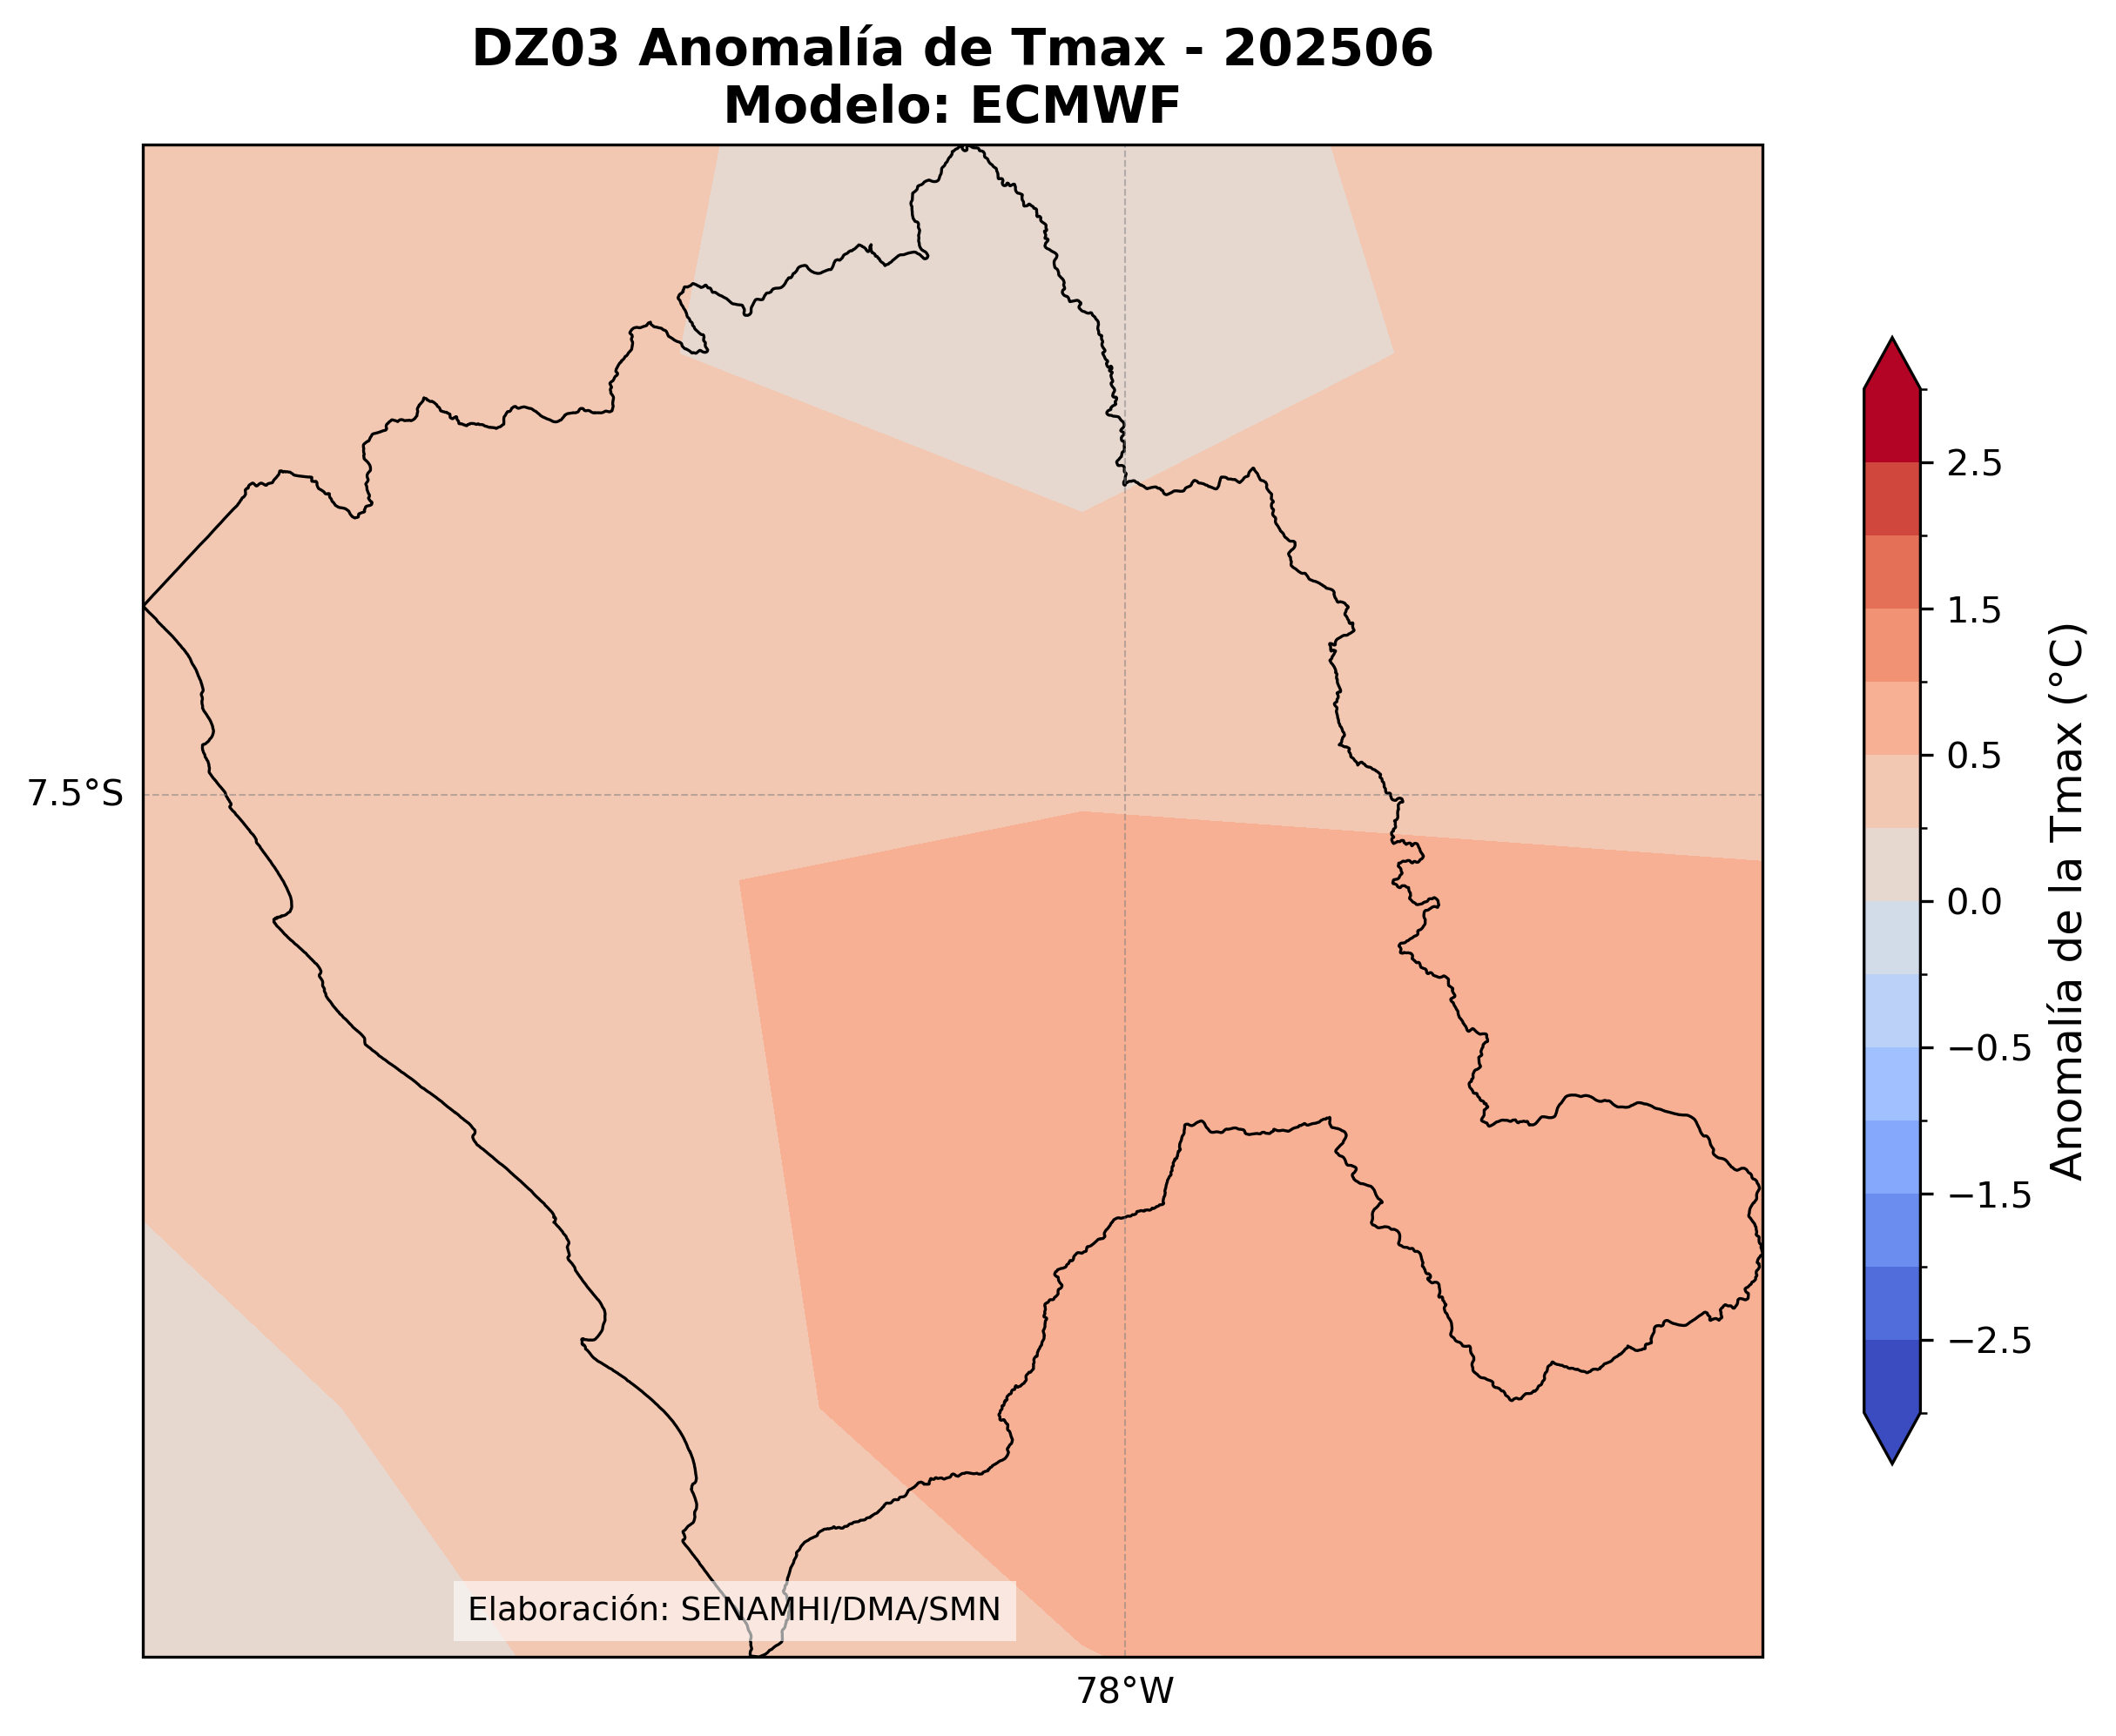 DZ03 Anomalía de Tmax - 202506
Modelo: ECMWF
7.5°S
78°W
Elaboración: SENAMHI/DMA/SMN
2.5
1.5
0.5
0.0
−0.5
−1.5
−2.5
Anomalía de la Tmax (°C)